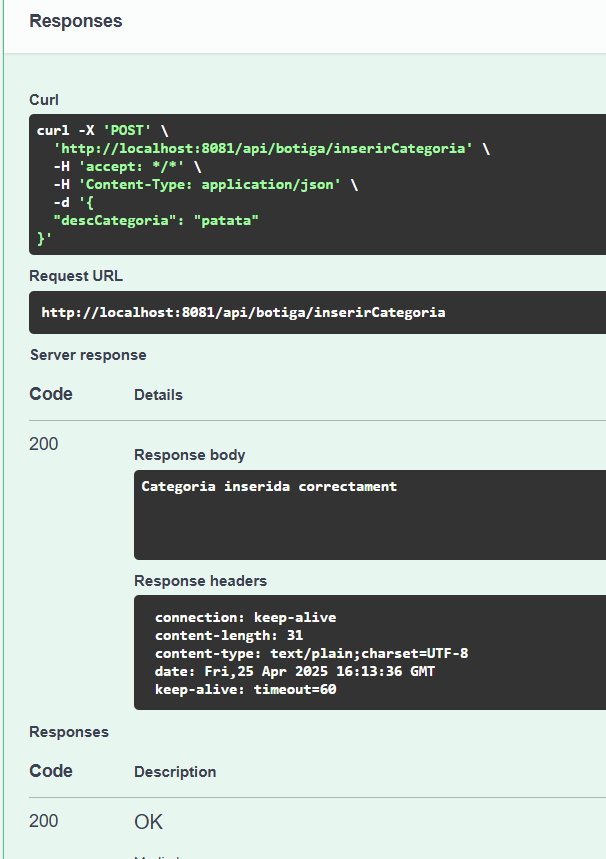 Responses
Curl
curl -X 'POST' \
  'http://localhost:8081/api/botiga/inserirCategoria' \
  -H 'accept: */*' \
  -H 'Content-Type: application/json' \
  -d '{
  "descCategoria": "patata"
}'
Request URL
http://localhost:8081/api/botiga/inserirCategoria
Server response
Code Details
200
Response body
Categoria inserida correctament
Response headers
connection: keep-alive
content-length: 31
content-type: text/plain;charset=UTF-8
date: Fri,25 Apr 2025 16:13:36 GMT
keep-alive: timeout=60
Responses
Code Description
200 OK